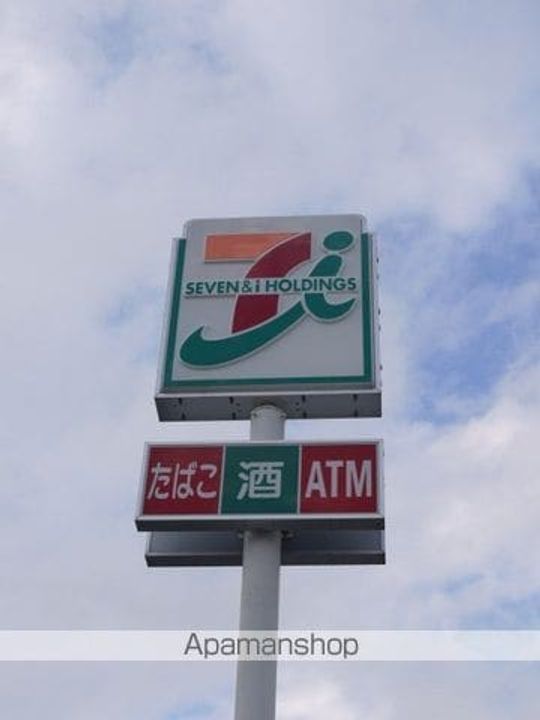 SEVEN & i HOLDINGS
たばこ 酒 ATM
Apamanshop